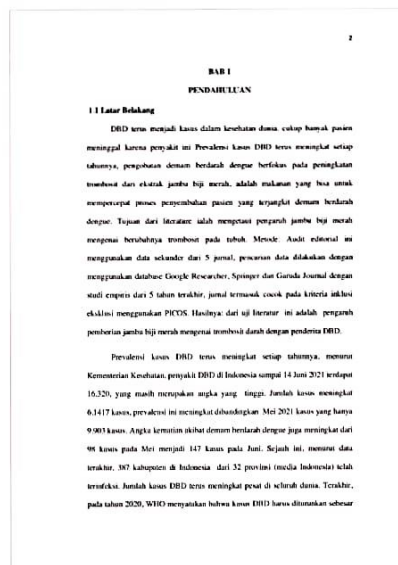 2
BAB I
PENDAHULUAN
1.1 Latar Belakang
DBD terus menjadi kasus dalam kesehatan dunia. cukup banyak pasien
meninggal karena penyakit ini Prevalensi kasus DBD terus meningkat setiap
tahunnya, pengobatan demam berdarah dengue berfokus pada peningkatan
trombosit dari ekstrak jambu biji merah, adalah makanan yang bisa untuk
mempercepat proses penyembahan pasien yang terjangkit demam berdarah
dengue. Tujuan dari literature ialah mengetaui pengaruh jambu biji merah
mengenai berubahnya trombosit pada tubuh. Metode: Audit editorial ini
menggunakan data sekunder dari 5 jurnal, pencarian data dilakukan dengan
menggunakan database Google Researcher, Springer dan Garuda Journal dengan
studi empiris dari 5 tahun terakhir, jurnal termasuk cocok pada kriteria inklusi
eksklusi menggunakan PICOS. Hasilnya: dari uji literatur ini adalah pengaruh
pemberian jambu biji merah mengenai trombosit darah dengan penderita DBD.
Prevalensi kasus DBD terus meningkat setiap tahunnya, menurut
Kementerian Kesehatan, penyakit DBD di Indonesia sampai 14 Juni 2021 terdapat
16.320, yang masih merupakan angka yang tinggi. Jumlah kasus meningkat
6.1417 kasus, prevalensi ini meningkat dibandingkan Mei 2021 kasus yang hanya
9.903 kasus. Angka kematian akibat demam berdarah dengue juga meningkat dari
98 kasus pada Mei menjadi 147 kasus pada Juni. Sejauh ini, menurut data
terakhir, 387 kabupaten di Indonesia dari 32 provinsi (media Indonesia) telah
terinfeksi. Jumlah kasus DBD terus meningkat pesat di seluruh dunia. Terakhir,
pada tahun 2020, WHO menyatakan bahwa kasus DBD harus diturunkan sebesar